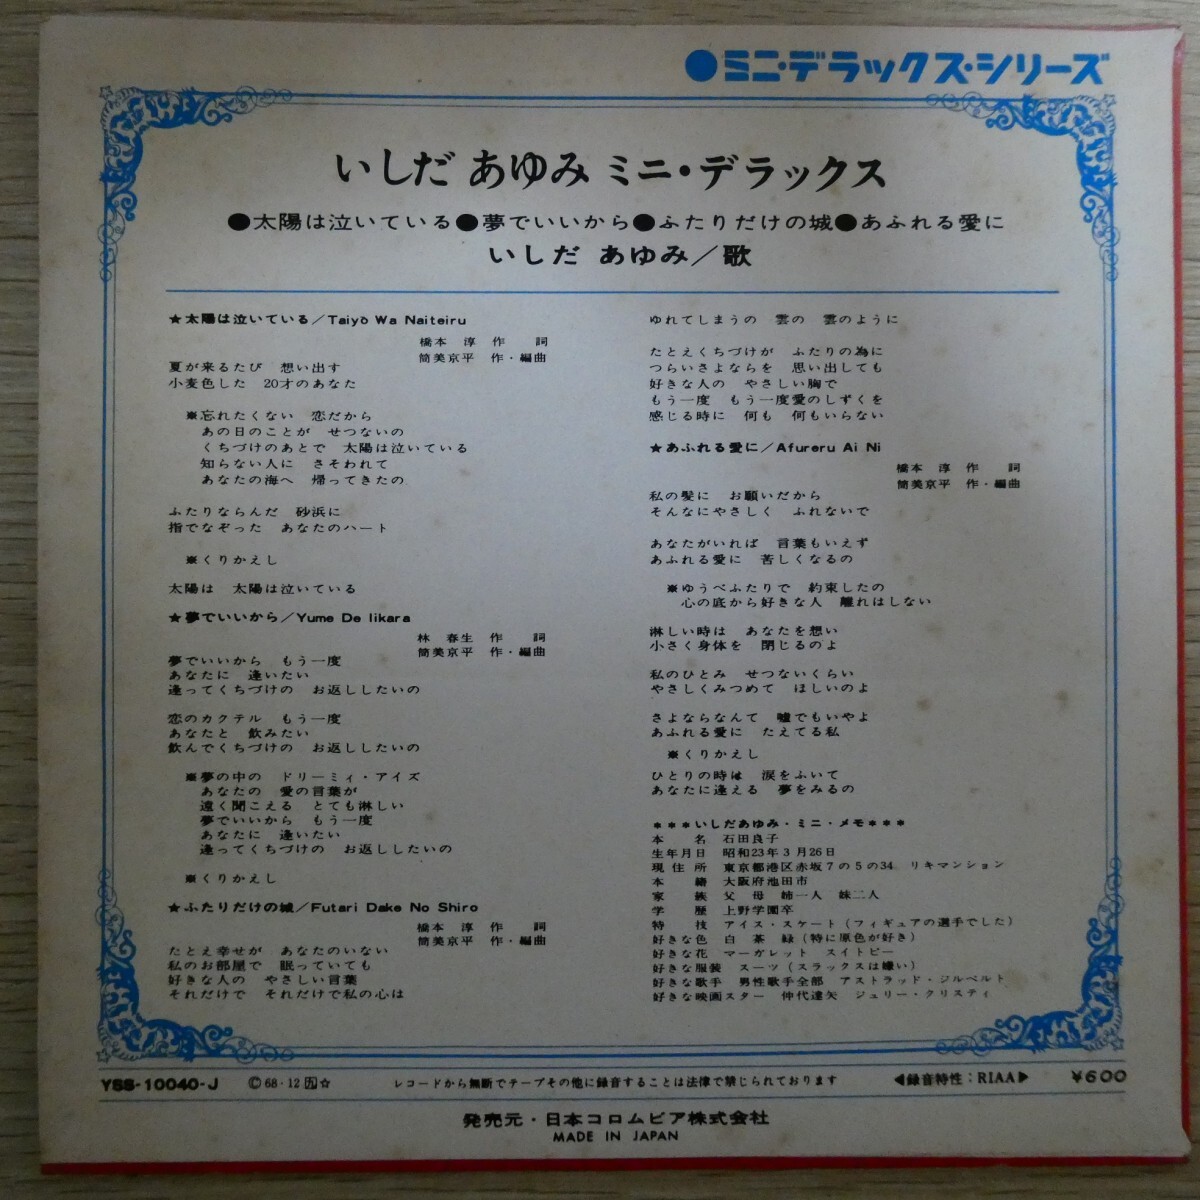 ●ミニ・デラックス・シリーズ
いしだ あゆみ ミニ・デラックス
●太陽は泣いている●夢でいいから●ふたりだけの城●あふれる愛に
いしだ あゆみ／歌
★太陽は泣いている／Taiyō Wa Naiteiru
橋本 淳 作 詞
筒美京平 作・編曲
夏が来るたび 想い出す
小麦色した 20才のあなた
※忘れたくない 恋だから
あの日のことが せつないの
くちづけのあとで 太陽は泣いている
知らない人に さそわれて
あなたの海へ 帰ってきたの
ふたりならんだ 砂浜に
指でなぞった あなたのハート
※くりかえし
太陽は 太陽は泣いている
★夢でいいから／Yume De Iikara
林 春生 作 詞
筒美京平 作・編曲
夢でいいから もう一度
あなたに 逢いたい
逢ってくちづけの お返ししたいの
恋のカクテル もう一度
あなたと 飲みたい
飲んでくちづけの お返ししたいの
※夢の中の ドリーミィ・アイズ
あなたの 愛の言葉が
遠く聞こえる とても淋しい
夢でいいから もう一度
あなたに 逢いたい
逢ってくちづけの お返ししたいの
※くりかえし
★ふたりだけの城／Futari Dake No Shiro
橋本 淳 作 詞
筒美京平 作・編曲
たとえ幸せが あなたのいない
私のお部屋で 眠っていても
好きな人の やさしい言葉
それだけで それだけで私の心は
ゆれてしまうの 雲の 雲のように
たとえくちづけが ふたりの為に
つらいさよならを 思い出しても
好きな人の やさしい胸で
もう一度 もう一度愛のしずくを
感じる時に 何も 何もいらない
★あふれる愛に／Afureru Ai Ni
橋本 淳 作 詞
筒美京平 作・編曲
私の髪に お願いだから
そんなにやさしく ふれないで
あなたがいれば 言葉もいえず
あふれる愛に 苦しくなるの
※ゆうべふたりで 約束したの
心の底から好きな人 離れはしない
淋しい時は あなたを想い
小さく身体を 閉じるのよ
私のひとみ せつないくらい
やさしくみつめて ほしいのよ
さよならなんて 嘘でもいやよ
あふれる愛に たえてる私
※くりかえし
ひとりの時は 涙をふいて
あなたに逢える 夢をみるの
＊＊＊いしだあゆみ・ミニ・メモ＊＊＊
本 名 石田良子
生年月日 昭和23年3月26日
現住所 東京都港区赤坂7の5の34 リキマンション
本 籍 大阪府池田市
家 族 父 母 姉一人 妹二人
学 歴 上野学園卒
特 技 アイス・スケート（フィギュアの選手でした）
好きな色 白 茶 緑（特に原色が好き）
好きな花 マーガレット スイトピー
好きな服装 スーツ（スラックスは嫌い）
好きな歌手 男性歌手全部 アストラッド・ジルベルト
好きな映画スター 仲代達矢 ジュリー・クリスティ
YSS-10040-J ©68・12 九☆ レコードから無断でテープその他に録音することは法律で禁じられております ◀録音特性：RIAA▶ ¥600
発売元・日本コロムビア株式会社
MADE IN JAPAN